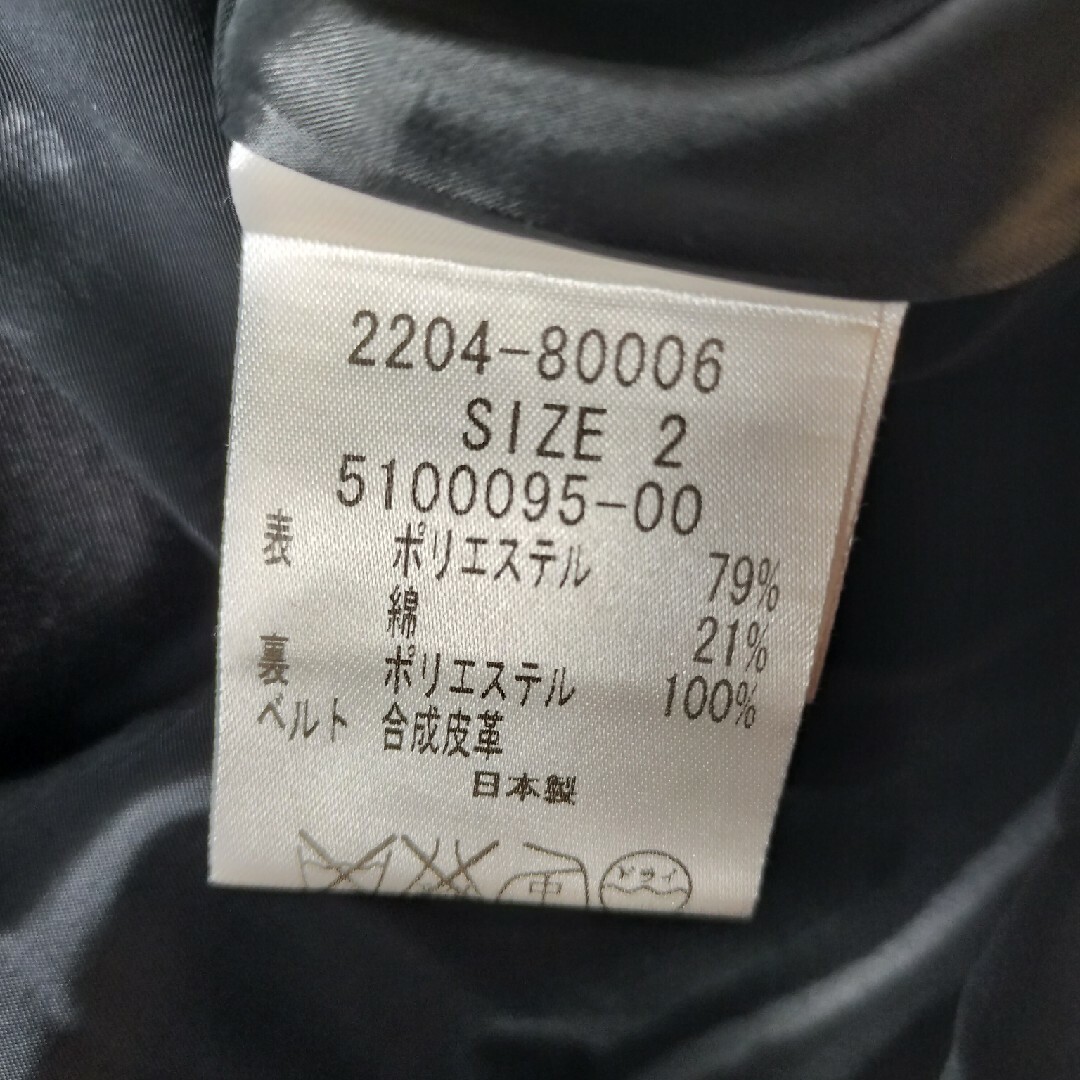 2204-80006
SIZE 2
5100095-00
表 ポリエステル 79%
綿 21%
裏 ポリエステル 100%
ベルト 合成皮革
日本製
中 ドライ